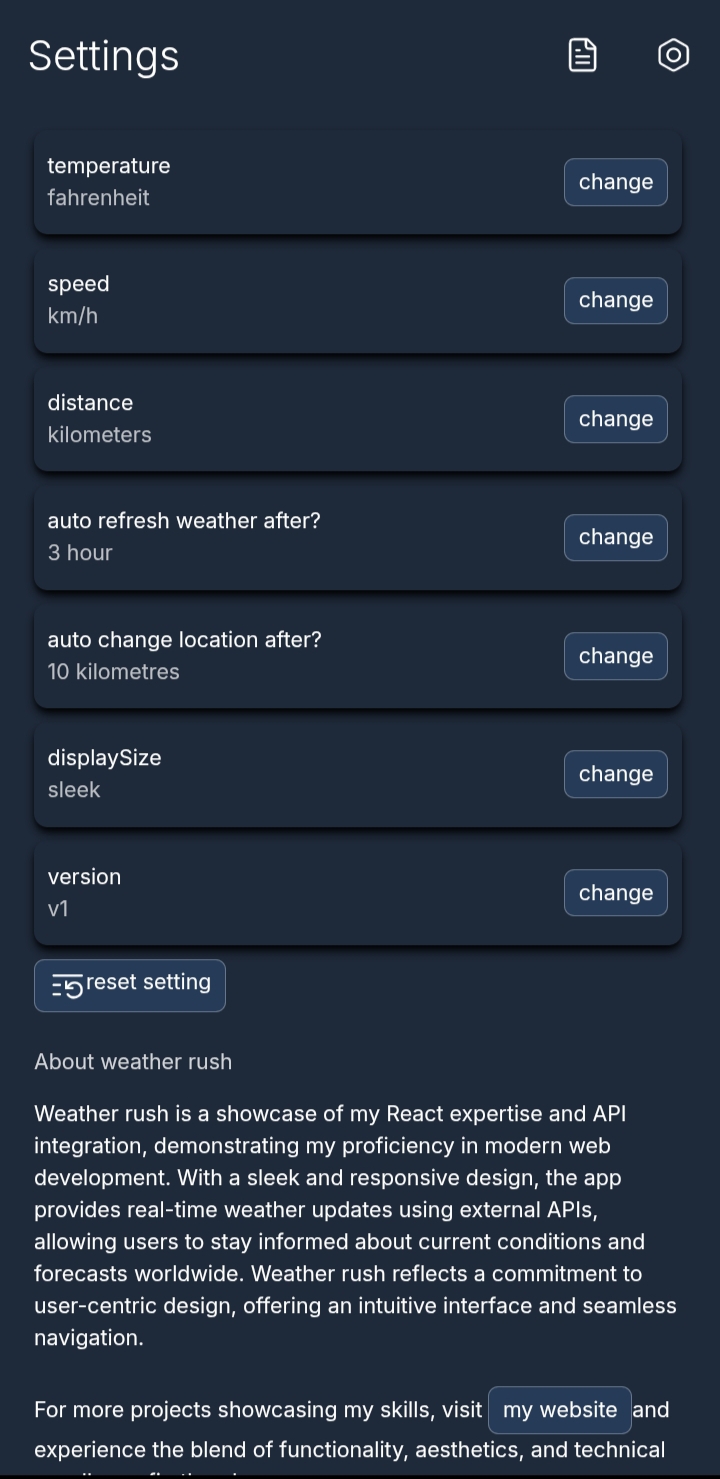 Settings
temperature
fahrenheit
change
speed
km/h
change
distance
kilometers
change
auto refresh weather after?
3 hour
change
auto change location after?
10 kilometres
change
displaySize
sleek
change
version
v1
change
reset setting
About weather rush
Weather rush is a showcase of my React expertise and API
integration, demonstrating my proficiency in modern web
development. With a sleek and responsive design, the app
provides real-time weather updates using external APIs,
allowing users to stay informed about current conditions and
forecasts worldwide. Weather rush reflects a commitment to
user-centric design, offering an intuitive interface and seamless
navigation.
For more projects showcasing my skills, visit my website and
experience the blend of functionality, aesthetics, and technical